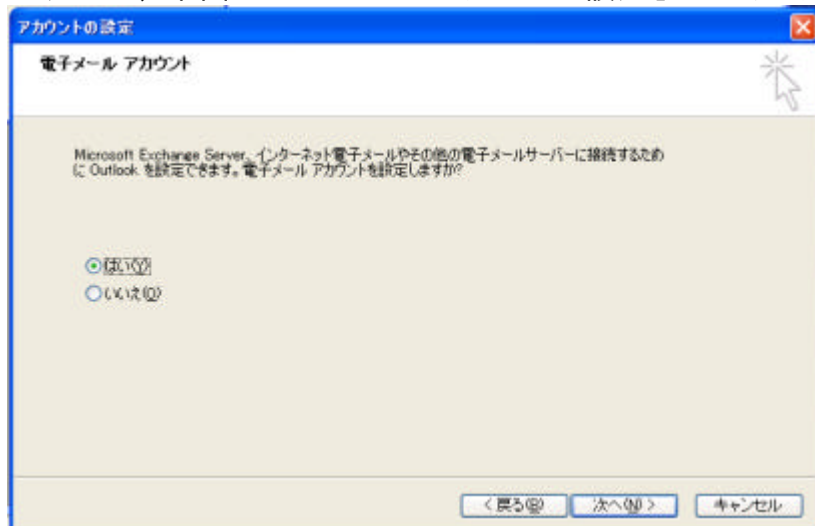 アカウントの設定
電子メール アカウント
Microsoft Exchange Server、インターネット電子メールやその他の電子メールサーバーに接続するため
に Outlook を設定できます。電子メール アカウントを設定しますか?
はい(Y)
いいえ(O)
< 戻る(B)
次へ(N) >
キャンセル